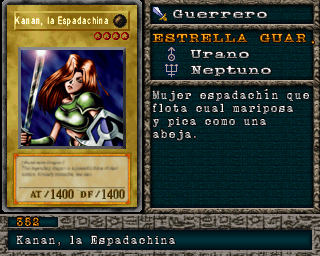 Kanan, la Espadachina
AT/1400 DF/1400
Guerrero
ESTRELLA GUAR.
Urano
Neptuno
Mujer espadachin que
flota cual mariposa
y pica como una
abeja.
352
Kanan, la Espadachina